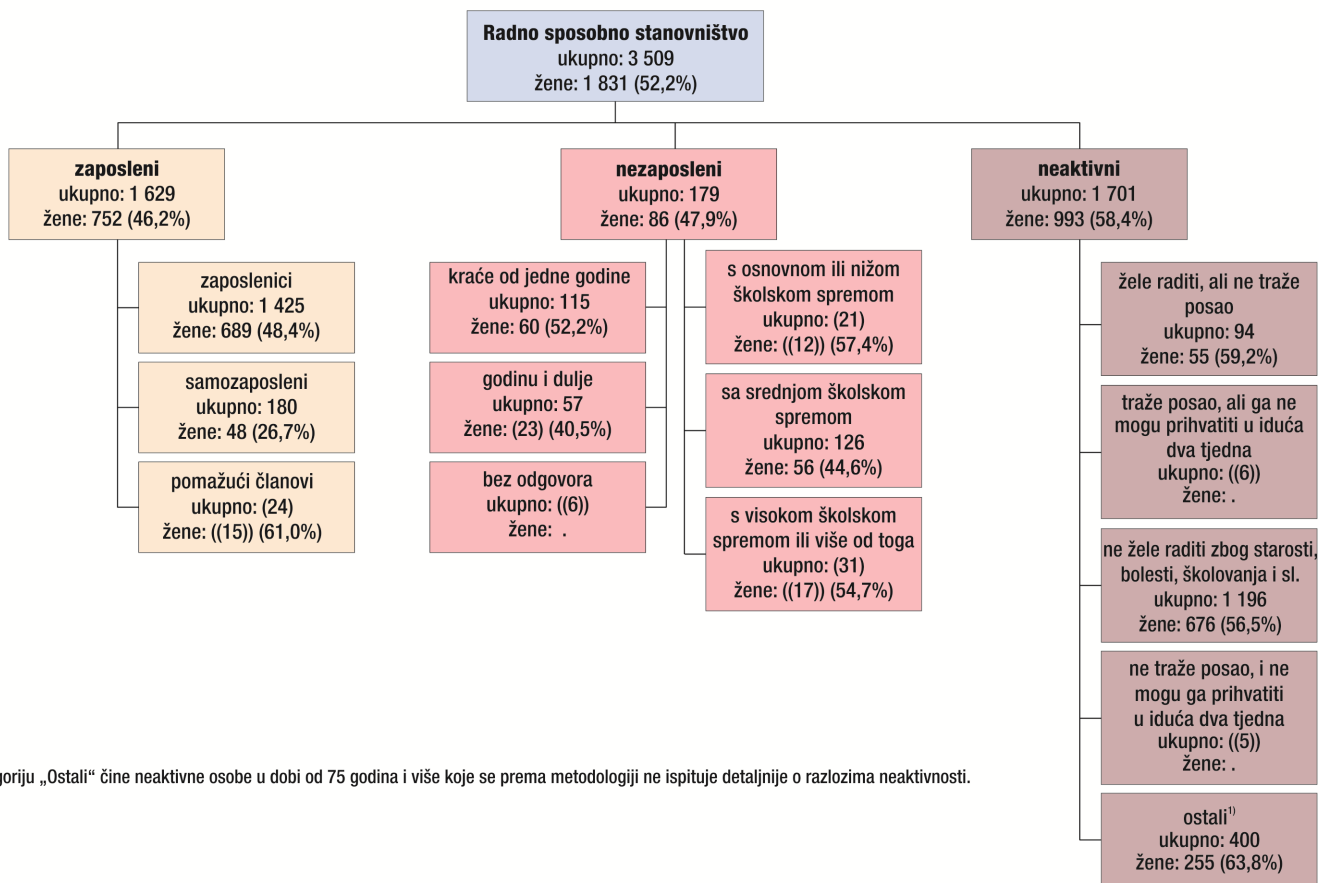 Radno sposobno stanovništvo
ukupno: 3 509
žene: 1 831 (52,2%)
zaposleni
ukupno: 1 629
žene: 752 (46,2%)
zaposlenici
ukupno: 1 425
žene: 689 (48,4%)
samozaposleni
ukupno: 180
žene: 48 (26,7%)
pomažući članovi
ukupno: (24)
žene: ((15)) (61,0%)
nezaposleni
ukupno: 179
žene: 86 (47,9%)
kraće od jedne godine
ukupno: 115
žene: 60 (52,2%)
godinu i dulje
ukupno: 57
žene: (23) (40,5%)
bez odgovora
ukupno: ((6))
žene: .
s osnovnom ili nižom
školskom spremom
ukupno: (21)
žene: ((12)) (57,4%)
sa srednjom školskom
spremom
ukupno: 126
žene: 56 (44,6%)
s visokom školskom
spremom ili više od toga
ukupno: (31)
žene: ((17)) (54,7%)
neaktivni
ukupno: 1 701
žene: 993 (58,4%)
žele raditi, ali ne traže
posao
ukupno: 94
žene: 55 (59,2%)
traže posao, ali ga ne
mogu prihvatiti u iduća
dva tjedna
ukupno: ((6))
žene: .
ne žele raditi zbog starosti,
bolesti, školovanja i sl.
ukupno: 1 196
žene: 676 (56,5%)
ne traže posao, i ne
mogu ga prihvatiti
u iduća dva tjedna
ukupno: ((5))
žene: .
ostali1)
ukupno: 400
žene: 255 (63,8%)
goriju „Ostali“ čine neaktivne osobe u dobi od 75 godina i više koje se prema metodologiji ne ispituje detaljnije o razlozima neaktivnosti.